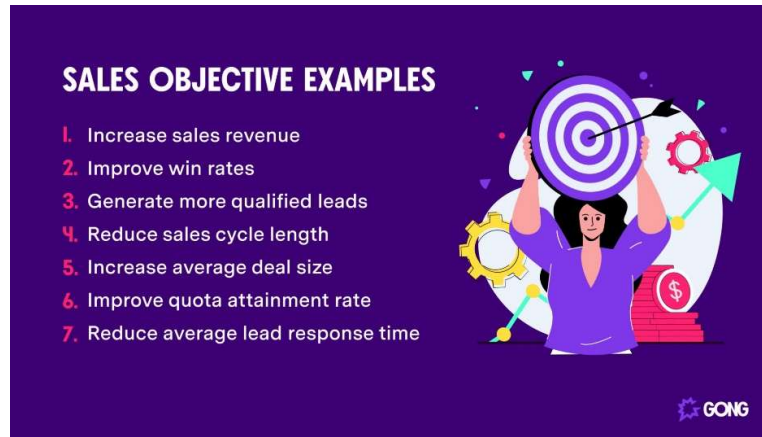 SALES OBJECTIVE EXAMPLES
1. Increase sales revenue
2. Improve win rates
3. Generate more qualified leads
4. Reduce sales cycle length
5. Increase average deal size
6. Improve quota attainment rate
7. Reduce average lead response time
$
GONG